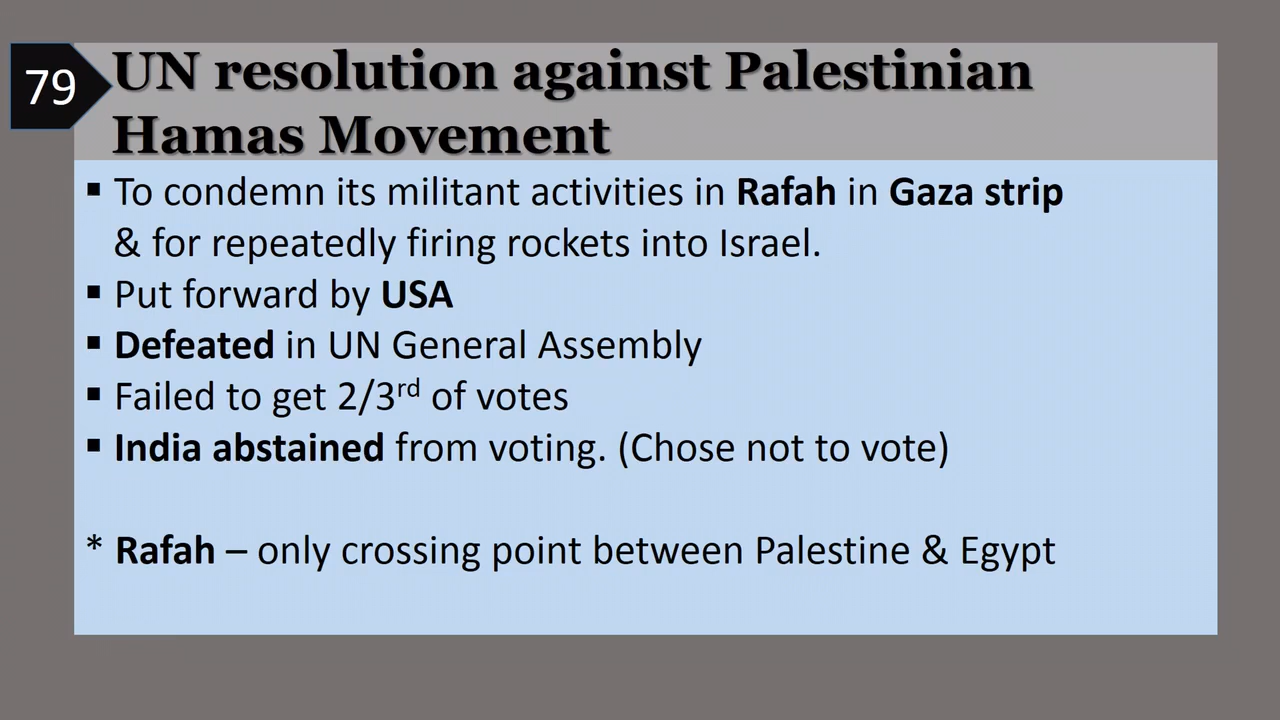 79
UN resolution against Palestinian
Hamas Movement
▪ To condemn its militant activities in Rafah in Gaza strip
& for repeatedly firing rockets into Israel.
▪ Put forward by USA
▪ Defeated in UN General Assembly
▪ Failed to get 2/3rd of votes
▪ India abstained from voting. (Chose not to vote)
* Rafah – only crossing point between Palestine & Egypt